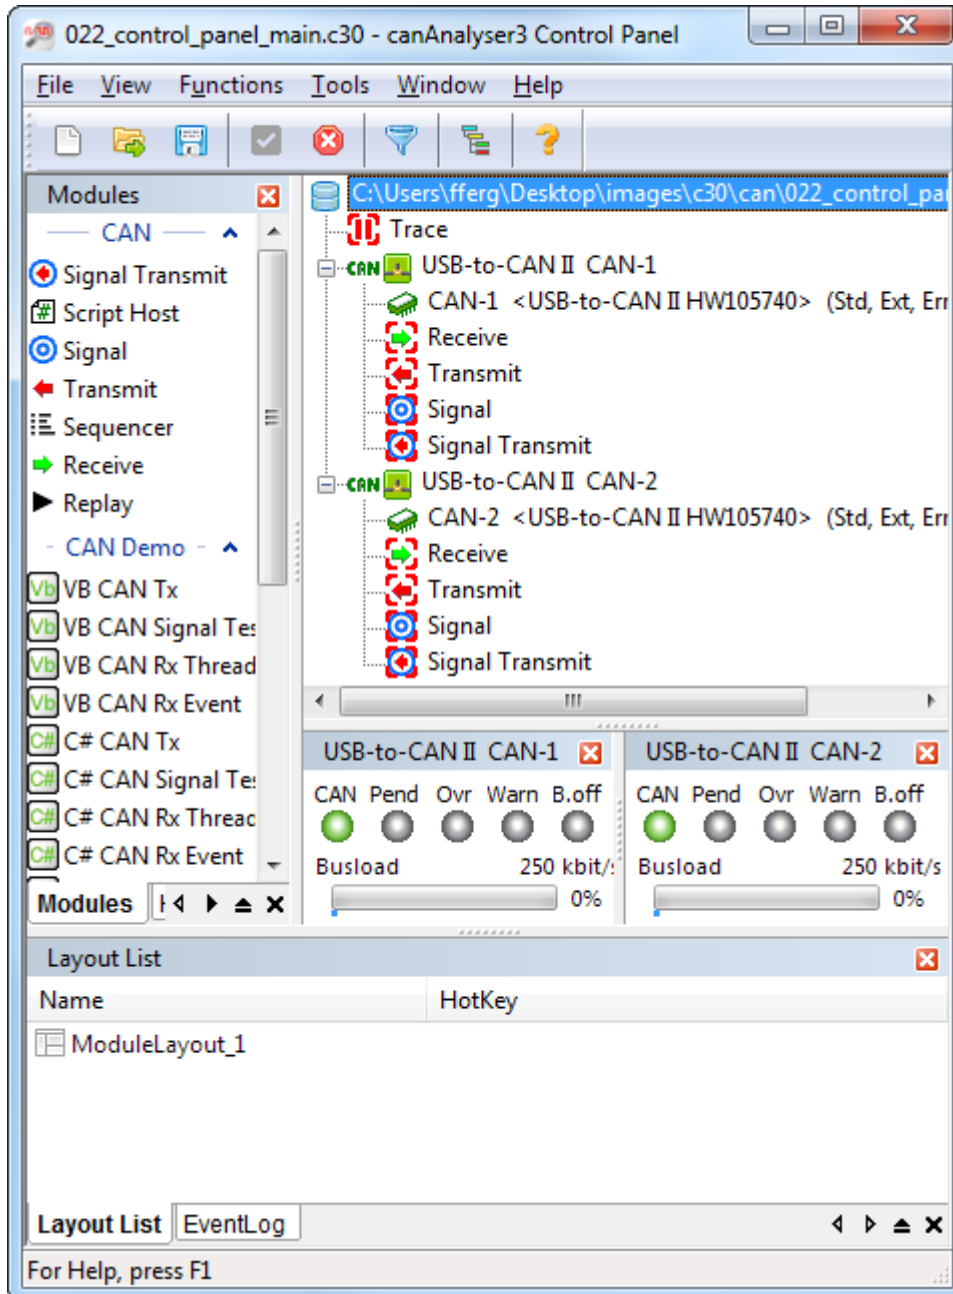 022_control_panel_main.c30 - canAnalyser3 Control Panel
File View Functions Tools Window Help
Modules
CAN
Signal Transmit
Script Host
Signal
Transmit
Sequencer
Receive
Replay
CAN Demo
Vb VB CAN Tx
Vb VB CAN Signal Tes
Vb VB CAN Rx Thread
Vb VB CAN Rx Event
C# C# CAN Tx
C# C# CAN Signal Te
C# C# CAN Rx Threac
C# C# CAN Rx Event
Modules
C:\Users\fferg\Desktop\images\c30\can\022_control_pa
Trace
CAN USB-to-CAN II CAN-1
CAN-1 <USB-to-CAN II HW105740> (Std, Ext, Err
Receive
Transmit
Signal
Signal Transmit
CAN USB-to-CAN II CAN-2
CAN-2 <USB-to-CAN II HW105740> (Std, Ext, Err
Receive
Transmit
Signal
Signal Transmit
USB-to-CAN II CAN-1
CAN Pend Ovr Warn B.off
Busload 250 kbit/s
0%
USB-to-CAN II CAN-2
CAN Pend Ovr Warn B.off
Busload 250 kbit/s
0%
Layout List
Name HotKey
ModuleLayout_1
Layout List EventLog
For Help, press F1